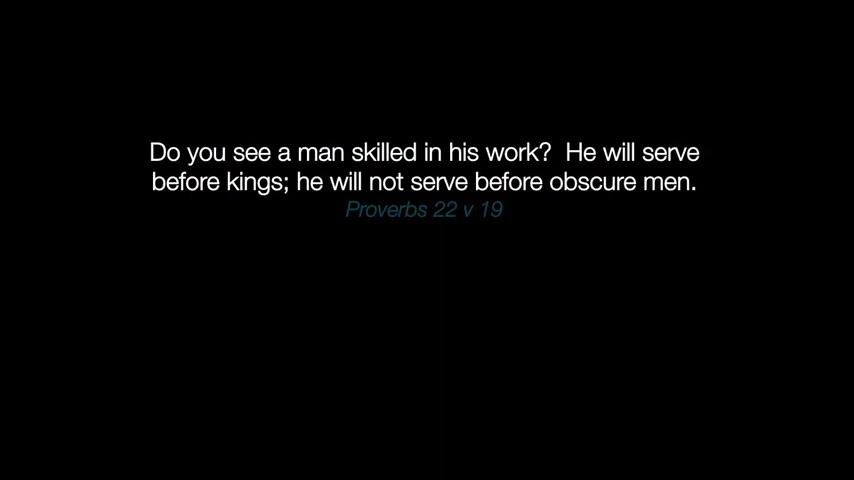 Do you see a man skilled in his work?  He will serve
before kings; he will not serve before obscure men.
Proverbs 22 v 19